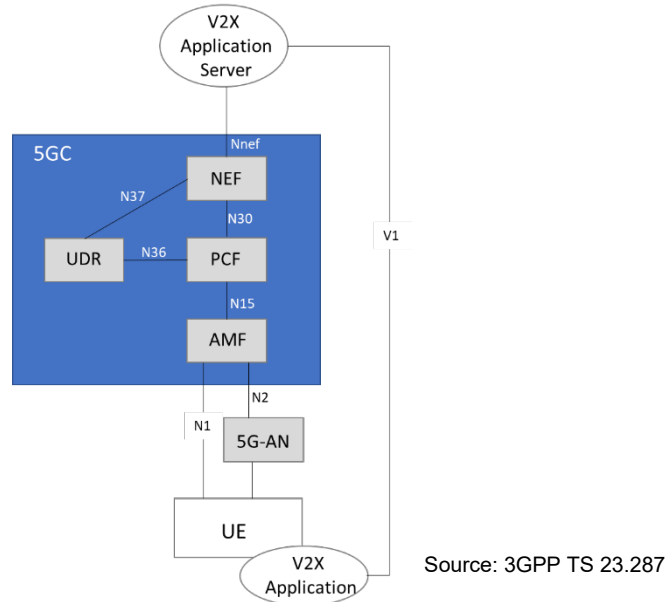 V2X
Application
Server
5GC
Nnef
NEF
N37
N30
V1
UDR
N36
PCF
N15
AMF
N2
N1
5G-AN
UE
V2X
Application
Source: 3GPP TS 23.287